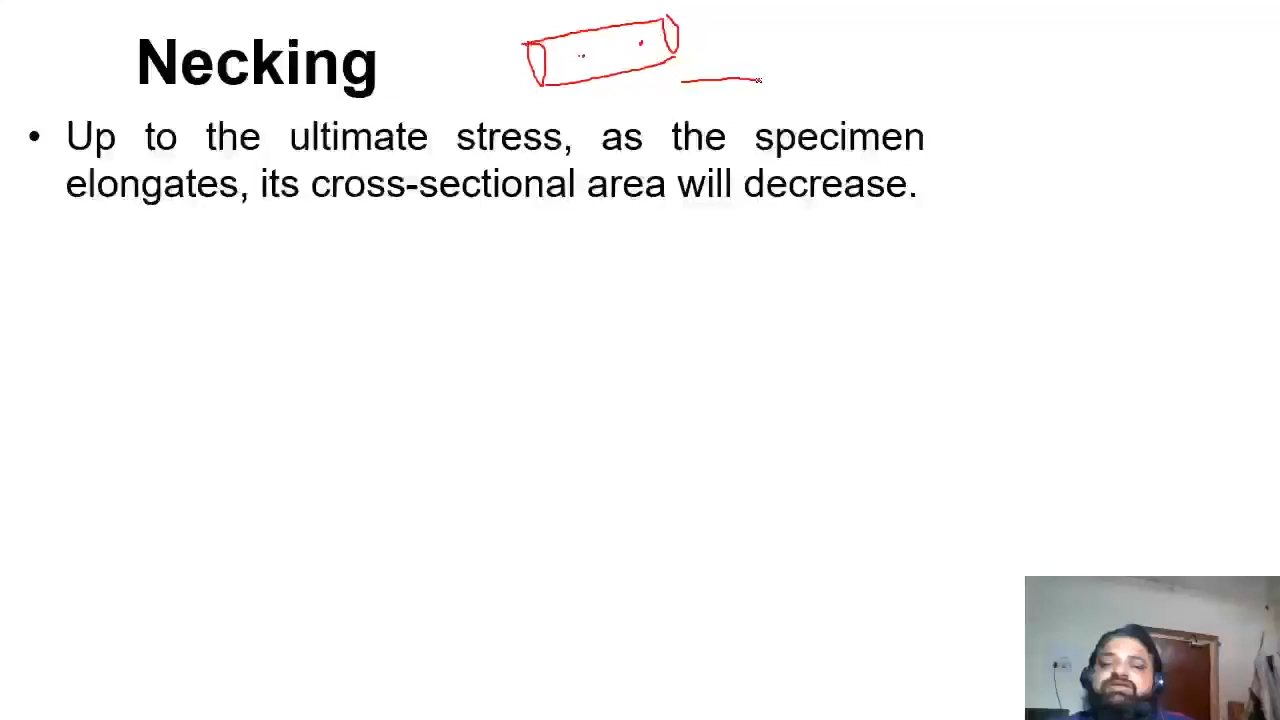 Necking
• Up to the ultimate stress, as the specimen
elongates, its cross-sectional area will decrease.